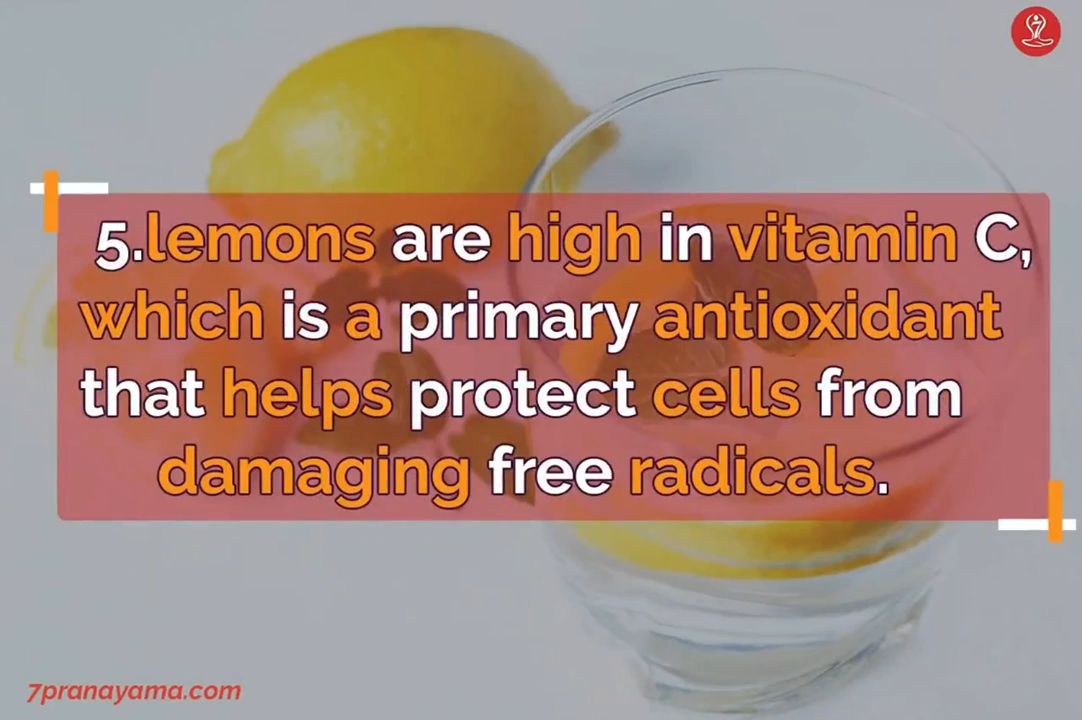 5.lemons are high in vitamin C,
which is a primary antioxidant
that helps protect cells from
damaging free radicals.
7pranayama.com